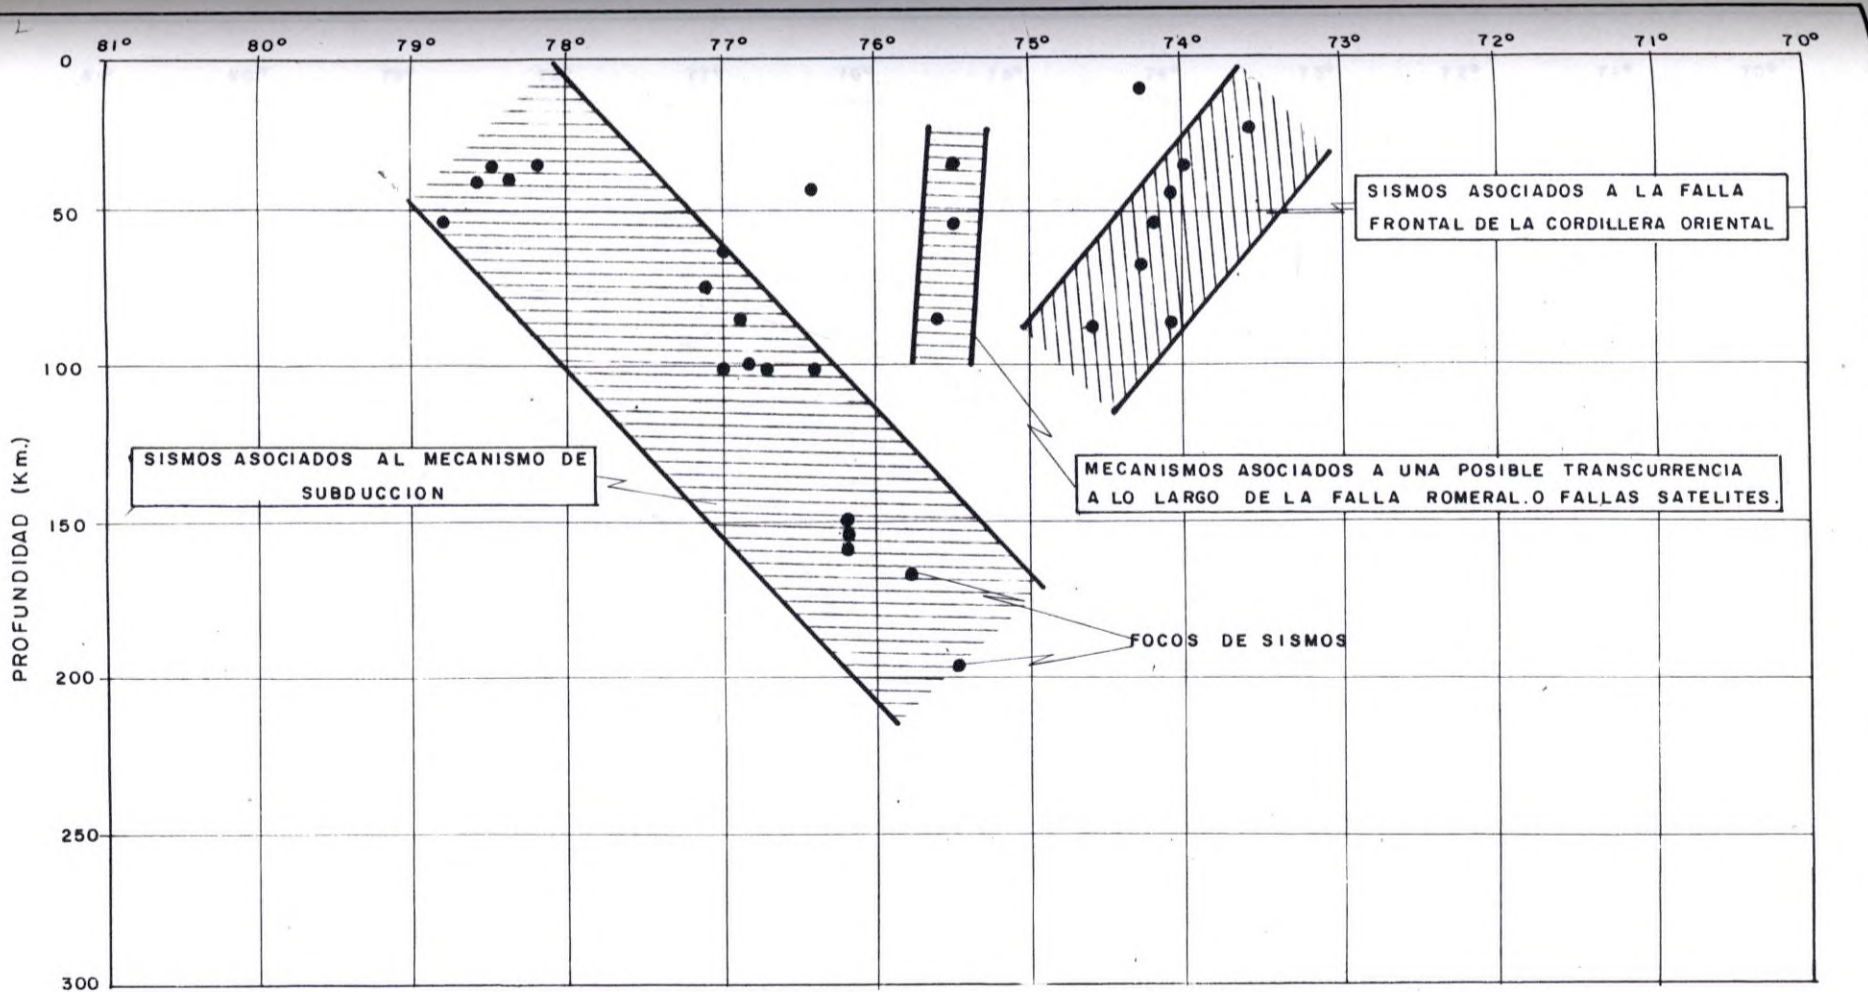 81° 80° 79° 78° 77° 76° 75° 74° 73° 72° 71° 70°
0
50
100
150
200
250
300
PROFUNDIDAD (Km.)
SISMOS ASOCIADOS A LA FALLA
FRONTAL DE LA CORDILLERA ORIENTAL
SISMOS ASOCIADOS AL MECANISMO DE
SUBDUCCION
MECANISMOS ASOCIADOS A UNA POSIBLE TRANSCURRENCIA
A LO LARGO DE LA FALLA ROMERAL.O FALLAS SATELITES.
FOCOS DE SISMOS